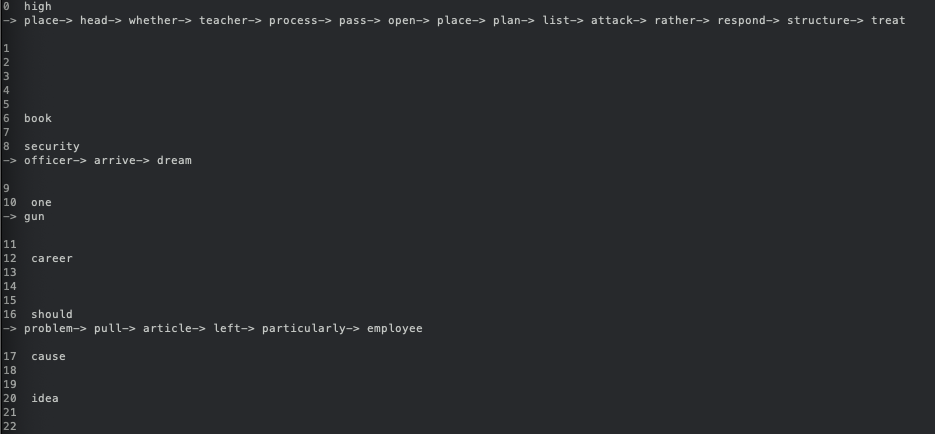 0 high
-> place-> head-> whether-> teacher-> process-> pass-> open-> place-> plan-> list-> attack-> rather-> respond-> structure-> treat
1
2
3
4
5
6 book
7
8 security
-> officer-> arrive-> dream
9
10 one
-> gun
11
12 career
13
14
15
16 should
-> problem-> pull-> article-> left-> particularly-> employee
17 cause
18
19
20 idea
21
22